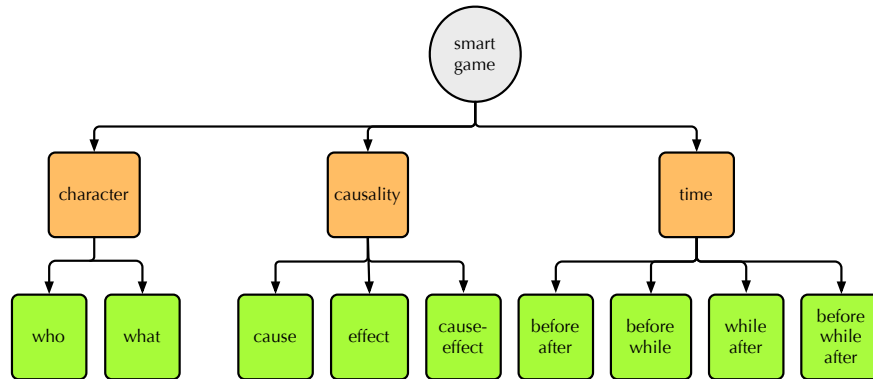 smart
game
character
causality
time
who
what
cause
effect
cause-
effect
before
after
before
while
while
after
before
while
after